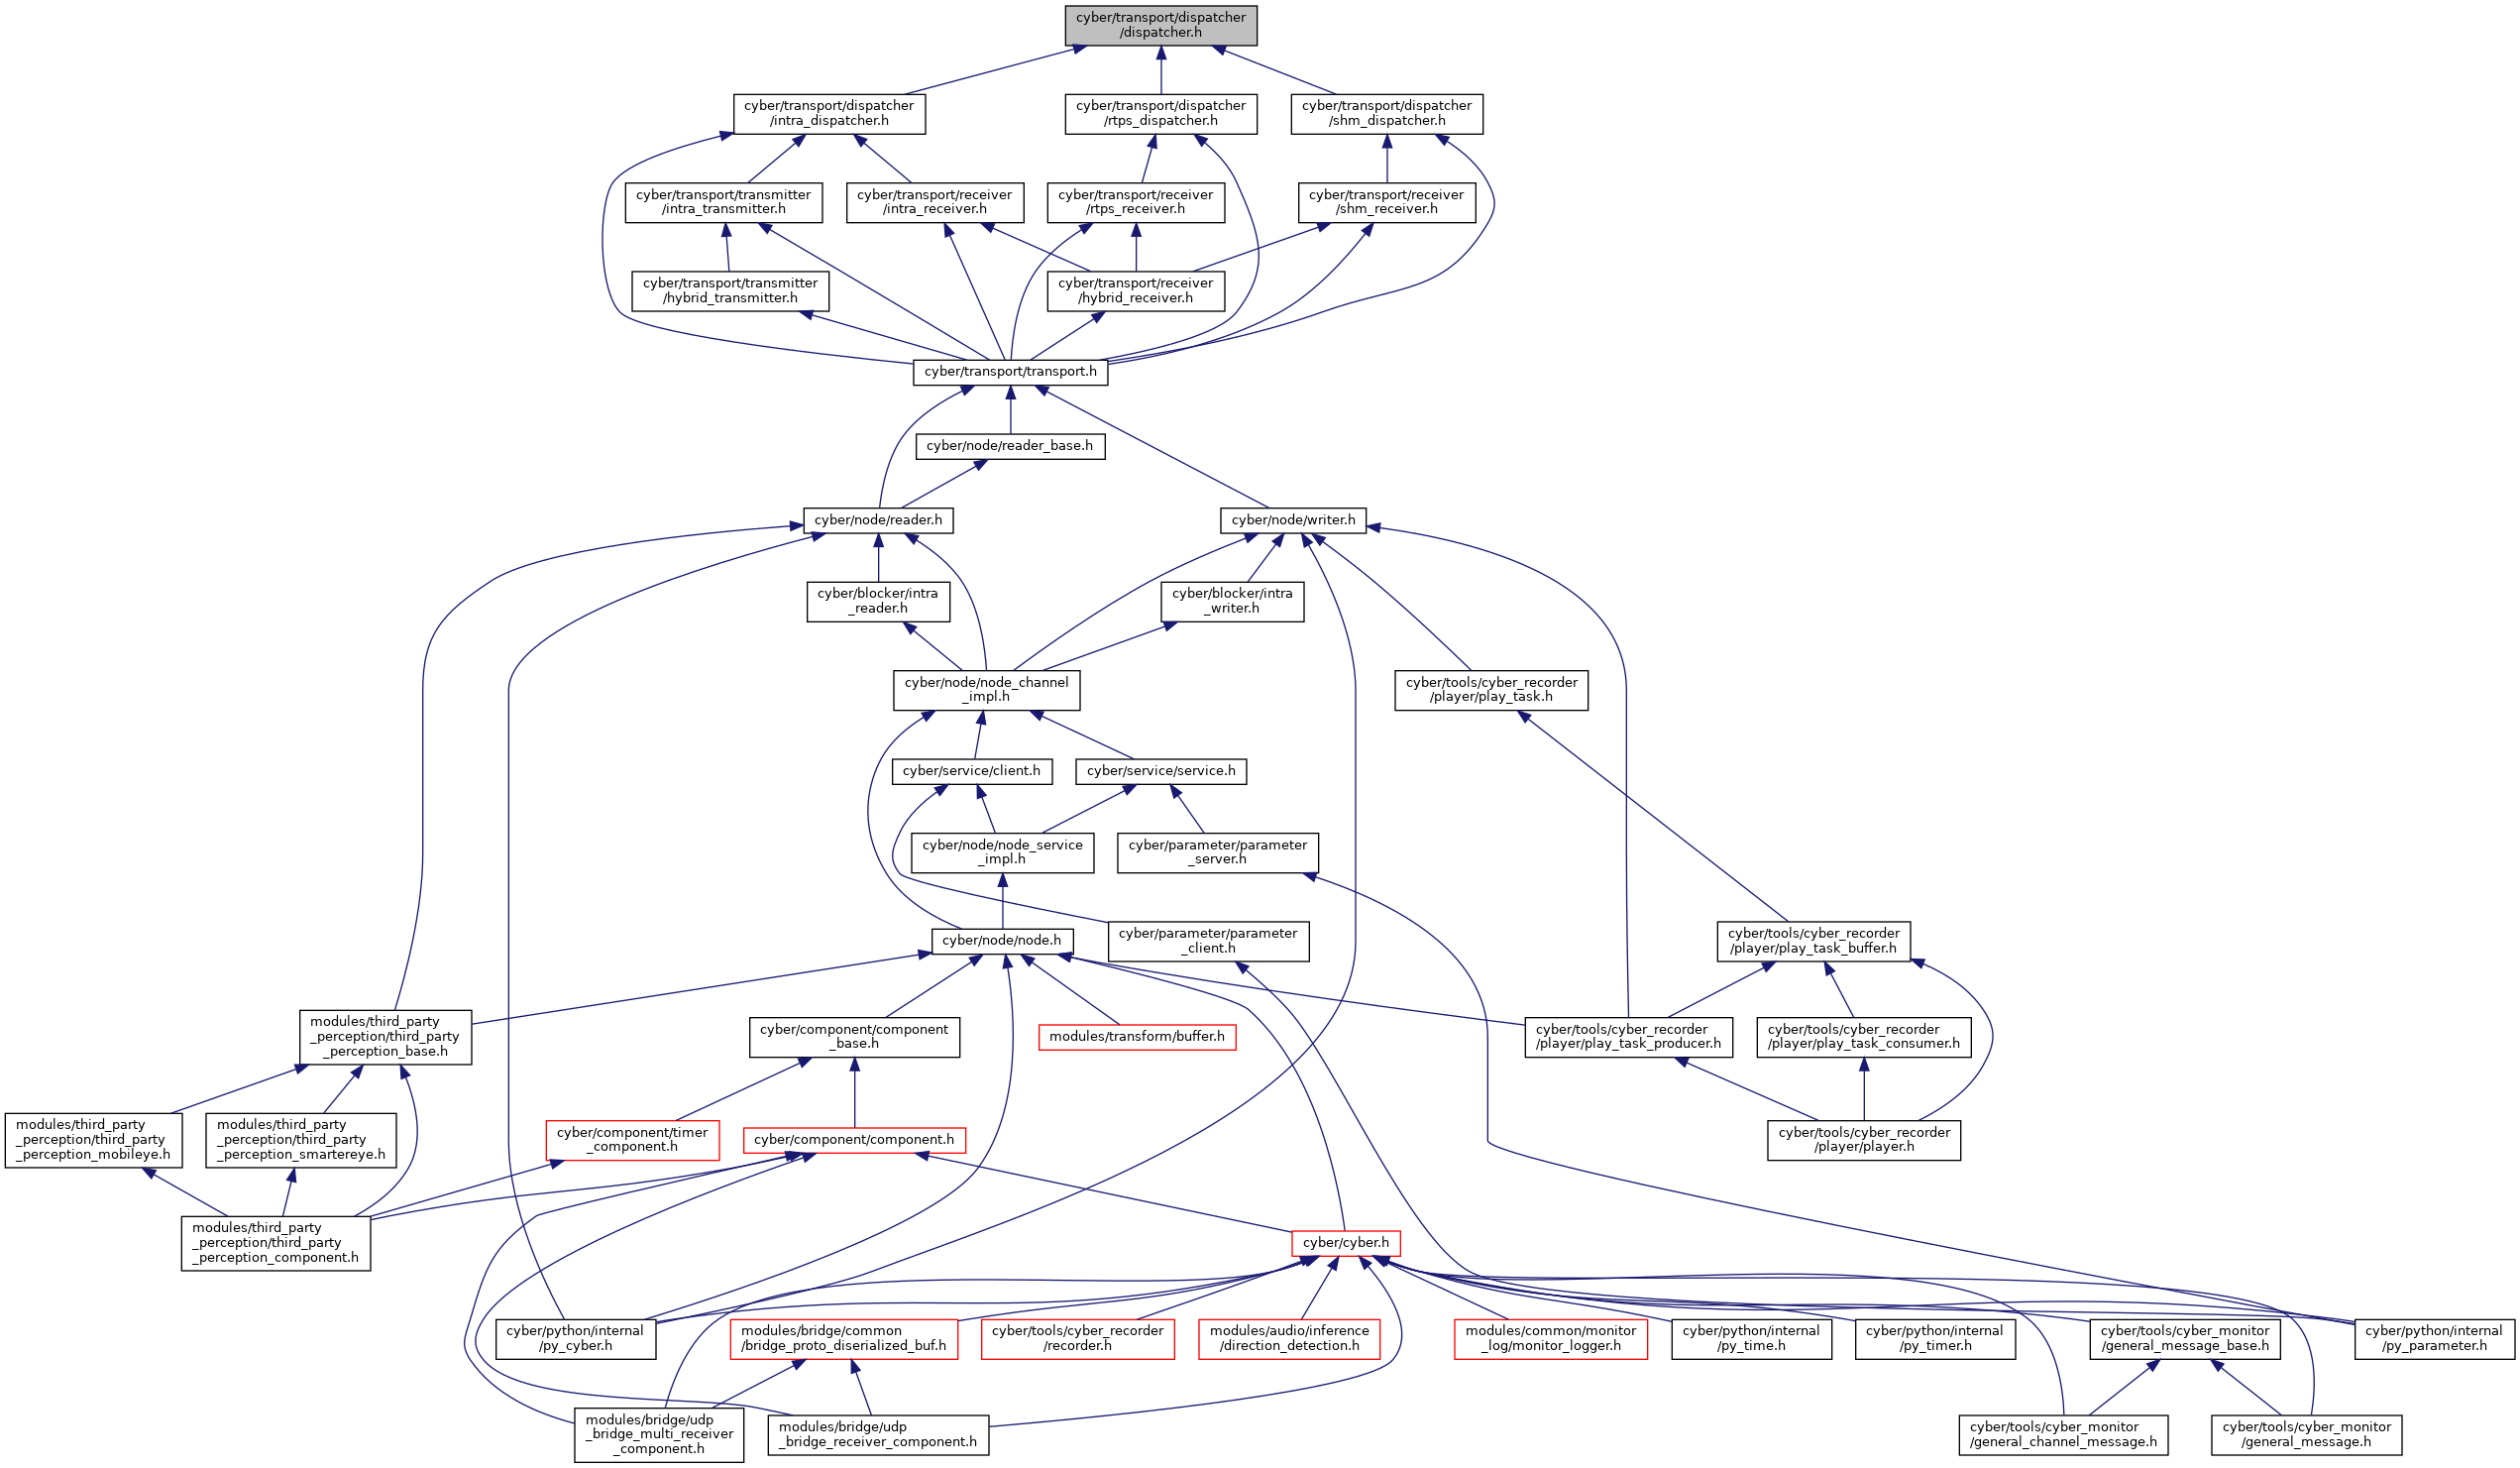 cyber/transport/dispatcher
/dispatcher.h
cyber/transport/dispatcher
/intra_dispatcher.h
cyber/transport/dispatcher
/rtps_dispatcher.h
cyber/transport/dispatcher
/shm_dispatcher.h
cyber/transport/transmitter
/intra_transmitter.h
cyber/transport/receiver
/intra_receiver.h
cyber/transport/receiver
/rtps_receiver.h
cyber/transport/receiver
/shm_receiver.h
cyber/transport/transmitter
/hybrid_transmitter.h
cyber/transport/receiver
/hybrid_receiver.h
cyber/transport/transport.h
cyber/node/reader_base.h
cyber/node/reader.h
cyber/node/writer.h
cyber/blocker/intra
_reader.h
cyber/blocker/intra
_writer.h
cyber/node/node_channel
_impl.h
cyber/tools/cyber_recorder
/player/play_task.h
cyber/service/client.h
cyber/service/service.h
cyber/node/node_service
_impl.h
cyber/parameter/parameter
_server.h
cyber/node/node.h
cyber/parameter/parameter
_client.h
cyber/tools/cyber_recorder
/player/play_task_buffer.h
modules/third_party
_perception/third_party
_perception_base.h
cyber/component/component
_base.h
modules/transform/buffer.h
cyber/tools/cyber_recorder
/player/play_task_producer.h
cyber/tools/cyber_recorder
/player/play_task_consumer.h
modules/third_party
_perception/third_party
_perception_mobileye.h
modules/third_party
_perception/third_party
_perception_smartereye.h
cyber/component/timer
_component.h
cyber/component/component.h
cyber/tools/cyber_recorder
/player/player.h
modules/third_party
_perception/third_party
_perception_component.h
cyber/cyber.h
cyber/python/internal
/py_cyber.h
modules/bridge/common
/bridge_proto_diserialized_buf.h
cyber/tools/cyber_recorder
/recorder.h
modules/audio/inference
/direction_detection.h
modules/common/monitor
_log/monitor_logger.h
cyber/python/internal
/py_time.h
cyber/python/internal
/py_timer.h
cyber/tools/cyber_monitor
/general_message_base.h
cyber/python/internal
/py_parameter.h
modules/bridge/udp
_bridge_multi_receiver
_component.h
modules/bridge/udp
_bridge_receiver_component.h
cyber/tools/cyber_monitor
/general_channel_message.h
cyber/tools/cyber_monitor
/general_message.h